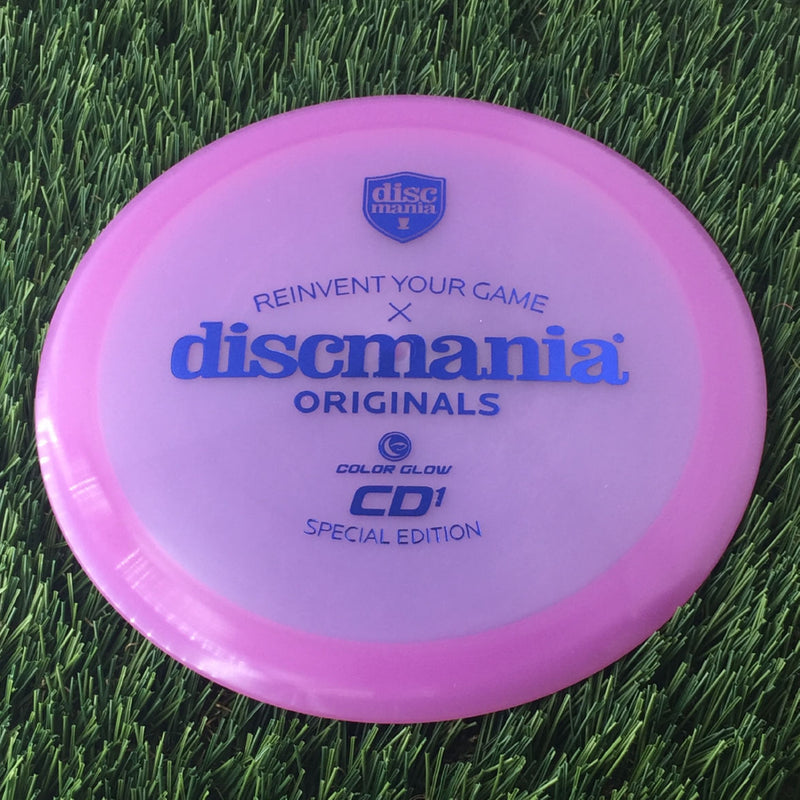 disc
mania
REINVENT YOUR GAME
X
discmania®
ORIGINALS
COLOR GLOW
CD1
SPECIAL EDITION